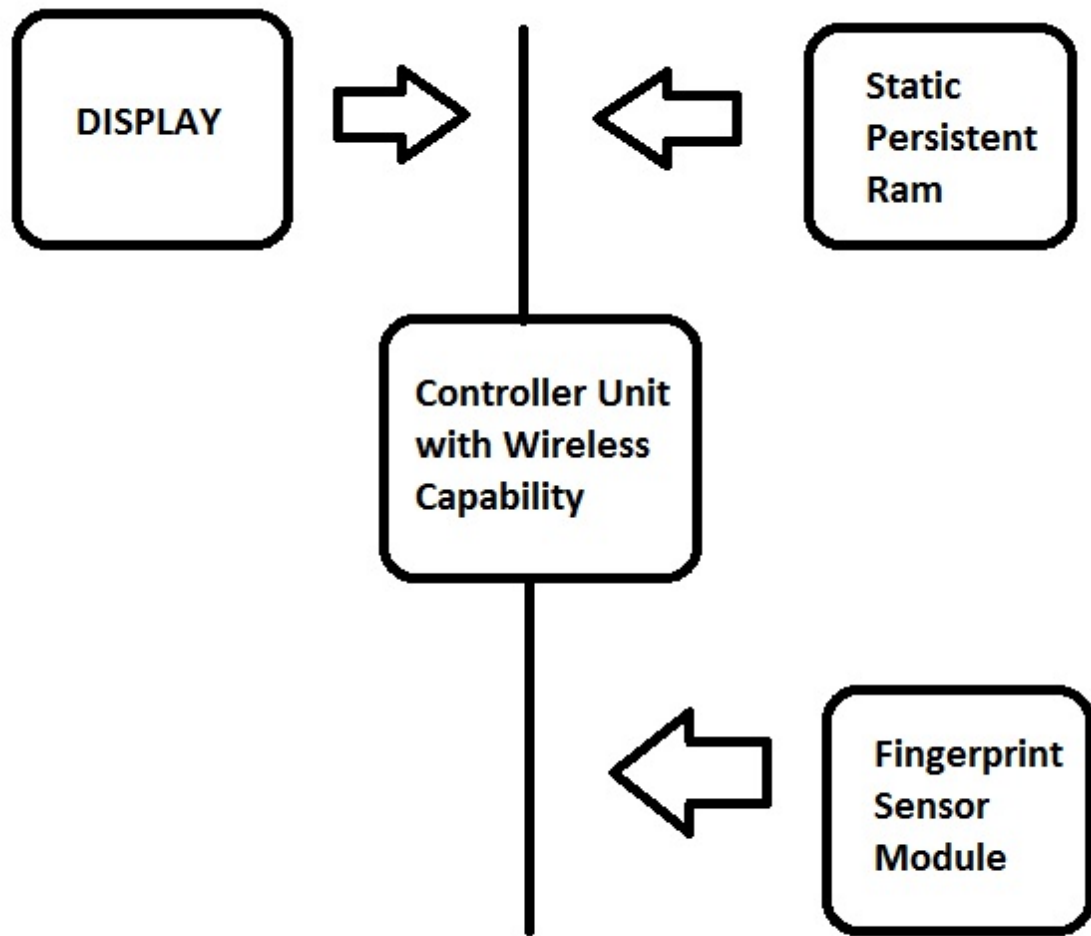 DISPLAY
Static
Persistent
Ram
Controller Unit
with Wireless
Capability
Fingerprint
Sensor
Module